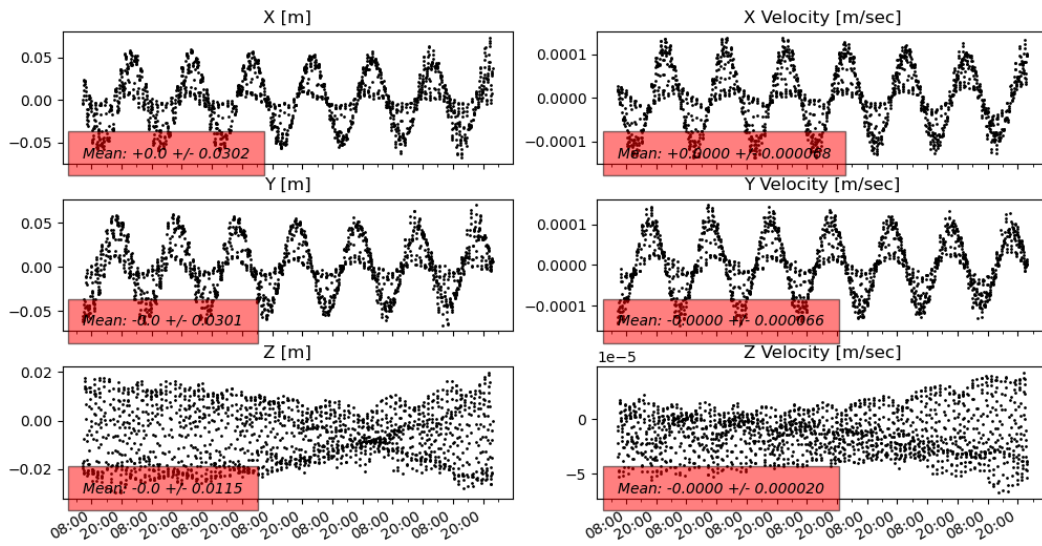 X [m]
X Velocity [m/sec]
0.05
0.00
−0.05
Mean: +0.0 +/- 0.0302
0.0001
0.0000
−0.0001
Mean: +0.0000 +/- 0.000068
Y [m]
Y Velocity [m/sec]
0.05
0.00
−0.05
Mean: -0.0 +/- 0.0301
0.0001
0.0000
−0.0001
Mean: -0.0000 +/- 0.000066
Z [m]
Z Velocity [m/sec]
0.02
0.00
−0.02
Mean: -0.0 +/- 0.0115
1e−5
0
−5
Mean: -0.0000 +/- 0.000020
08:00 20:00 08:00 20:00 08:00 20:00 08:00 20:00 08:00 20:00 08:00 20:00 08:00 20:00
08:00 20:00 08:00 20:00 08:00 20:00 08:00 20:00 08:00 20:00 08:00 20:00 08:00 20:00